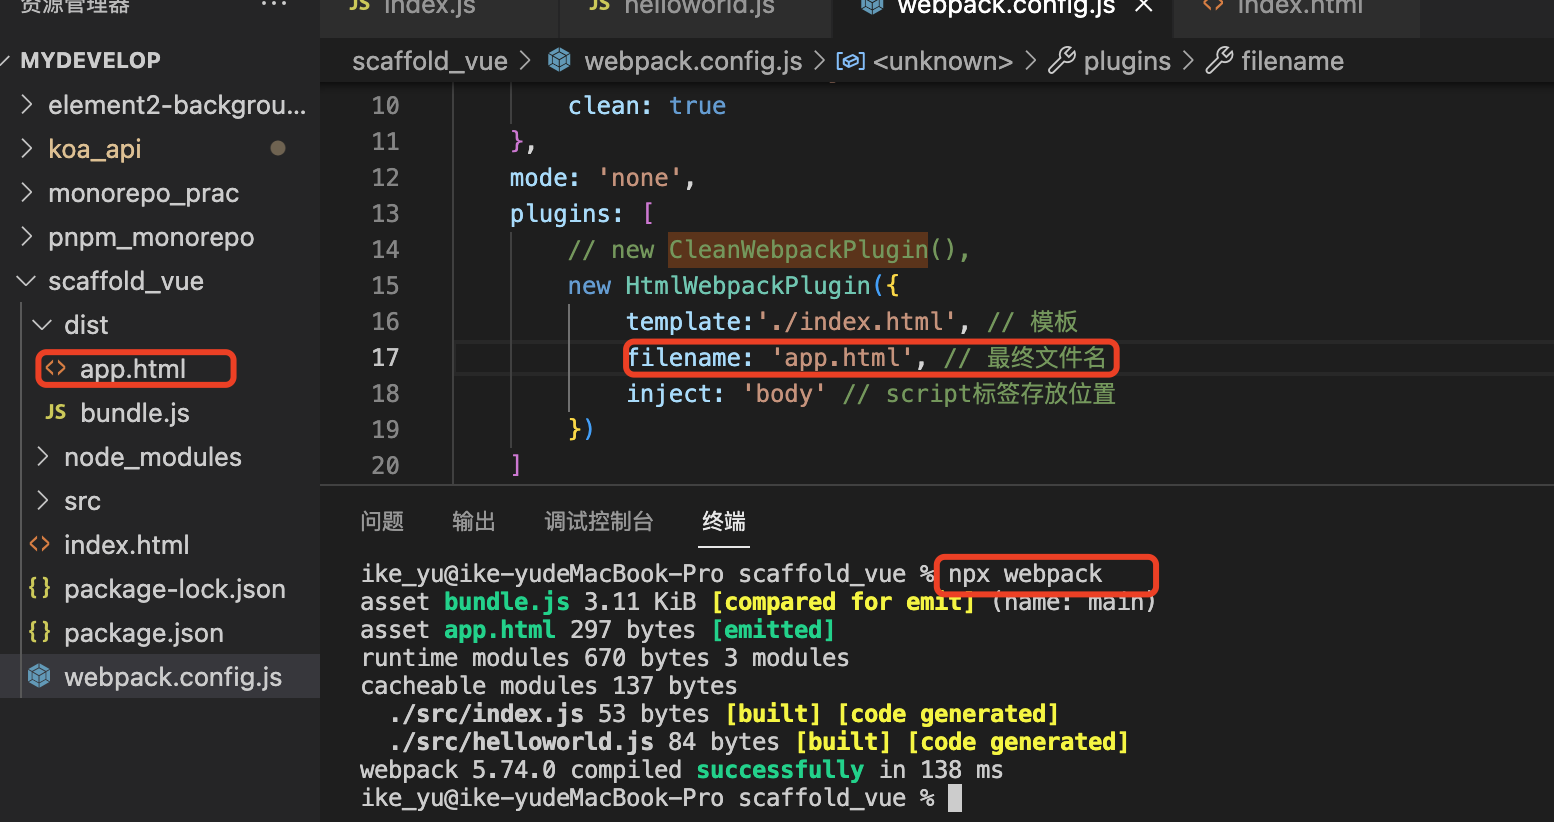 资源管理器 ···
MYDEVELOP
element2-backgrou...
koa_api
monorepo_prac
pnpm_monorepo
scaffold_vue
dist
app.html
JS bundle.js
node_modules
src
index.html
{} package-lock.json
{} package.json
webpack.config.js
JS index.js JS helloworld.js webpack.config.js index.html
scaffold_vue > webpack.config.js > <unknown> > plugins > filename
10 clean: true
11 },
12 mode: 'none',
13 plugins: [
14 // new CleanWebpackPlugin(),
15 new HtmlWebpackPlugin({
16 template:'./index.html', // 模板
17 filename: 'app.html', // 最终文件名
18 inject: 'body' // script标签存放位置
19 })
20 ]
问题 输出 调试控制台 终端
ike_yu@ike-yudeMacBook-Pro scaffold_vue % npx webpack
asset bundle.js 3.11 KiB [compared for emit] (name: main)
asset app.html 297 bytes [emitted]
runtime modules 670 bytes 3 modules
cacheable modules 137 bytes
./src/index.js 53 bytes [built] [code generated]
./src/helloworld.js 84 bytes [built] [code generated]
webpack 5.74.0 compiled successfully in 138 ms
ike_yu@ike-yudeMacBook-Pro scaffold_vue %